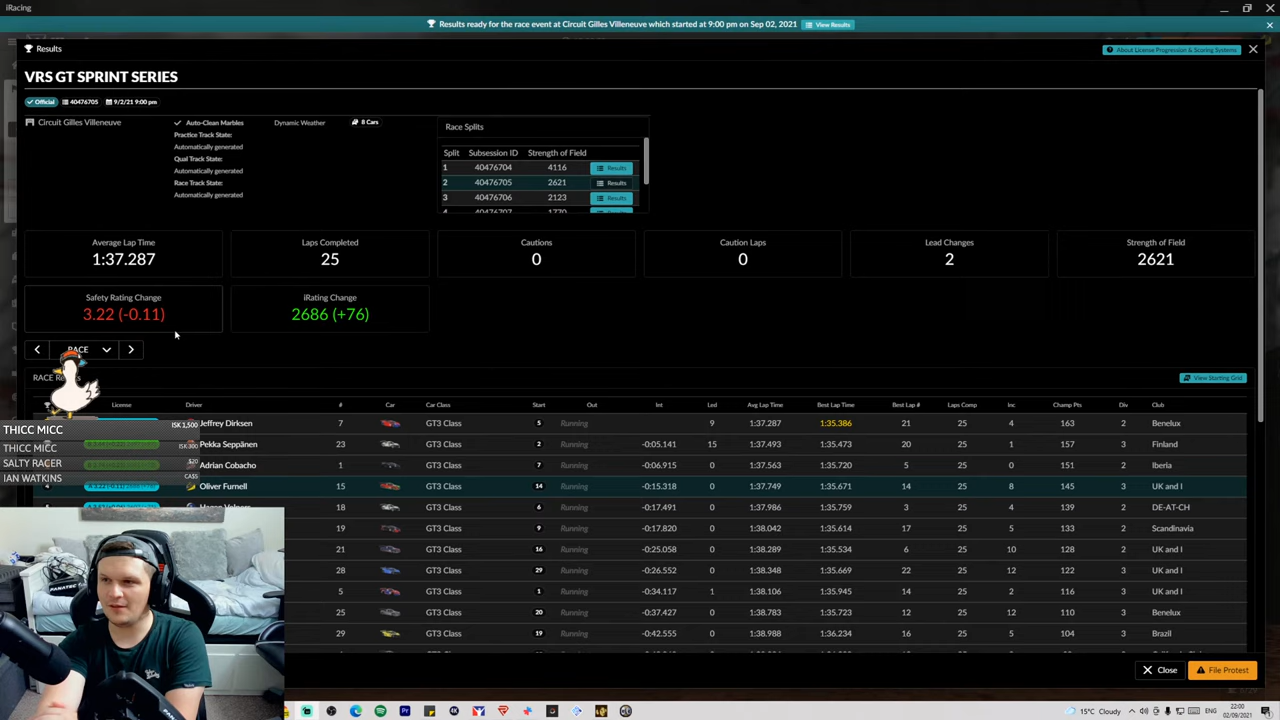 iRacing
Results ready for the race event at Circuit Gilles Villeneuve which started at 9:00 pm on Sep 02, 2021 View Results
Results
About License Progression & Scoring Systems
VRS GT SPRINT SERIES
Official 40476705 9/2/21 9:00 pm
Circuit Gilles Villeneuve
Auto-Clean Marbles
Practice Track State:
Automatically generated
Qual Track State:
Automatically generated
Race Track State:
Automatically generated
Dynamic Weather
8 Cars
Race Splits
Split Subsession ID Strength of Field
1 40476704 4116 Results
2 40476705 2621 Results
3 40476706 2123 Results
4 40476707 1770 Results
Average Lap Time
1:37.287
Laps Completed
25
Cautions
0
Caution Laps
0
Lead Changes
2
Strength of Field
2621
Safety Rating Change
3.22 (-0.11)
iRating Change
2686 (+76)
RACE
RACE
View Starting Grid
License Driver # Car Car Class Start Out Int Led Avg Lap Time Best Lap Time Best Lap # Laps Comp Inc Champ Pts Div Club
Jeffrey Dirksen 7 GT3 Class 5 Running 9 1:37.287 1:35.386 21 25 4 163 2 Benelux
Pekka Seppänen 23 GT3 Class 2 Running -0:05.141 15 1:37.493 1:35.473 20 25 1 157 3 Finland
Adrian Cobacho 1 GT3 Class 7 Running -0:06.915 0 1:37.563 1:35.720 5 25 0 151 2 Iberia
Oliver Furnell 15 GT3 Class 14 Running -0:15.318 0 1:37.749 1:35.671 14 25 8 145 3 UK and I
18 GT3 Class 6 Running -0:17.491 0 1:37.986 1:35.759 3 25 4 139 2 DE-AT-CH
19 GT3 Class 9 Running -0:17.820 0 1:38.042 1:35.614 17 25 5 133 2 Scandinavia
21 GT3 Class 16 Running -0:25.058 0 1:38.289 1:35.534 6 25 10 128 2 UK and I
28 GT3 Class 29 Running -0:26.552 0 1:38.348 1:35.669 22 25 12 122 3 UK and I
5 GT3 Class 1 Running -0:34.117 1 1:38.106 1:35.945 14 25 2 116 3 UK and I
25 GT3 Class 20 Running -0:37.427 0 1:38.783 1:35.723 12 25 12 110 3 Benelux
29 GT3 Class 19 Running -0:42.555 0 1:38.988 1:36.234 16 25 5 104 3 Brazil
THICC MICC ISK 1,500
THICC MICC ISK 300
SALTY RACER $20
IAN WATKINS CASS
FANATEC
Close
File Protest
15°C Cloudy
ENG
22:00
02/09/2021